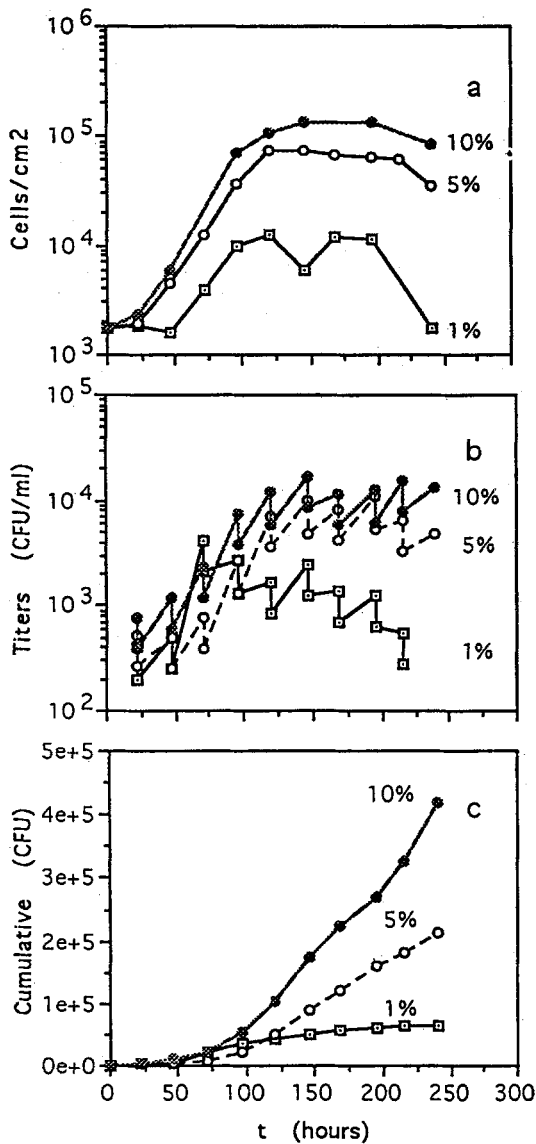 10^6
a
10^5
10%
5%
10^4
1%
10^3
Cells/cm2
10^5
b
10^4
10%
5%
10^3
1%
10^2
Titers (CFU/ml)
5e+5
10%
c
4e+5
3e+5
5%
2e+5
1%
1e+5
0e+0
Cumulative (CFU)
0 50 100 150 200 250 300
t (hours)